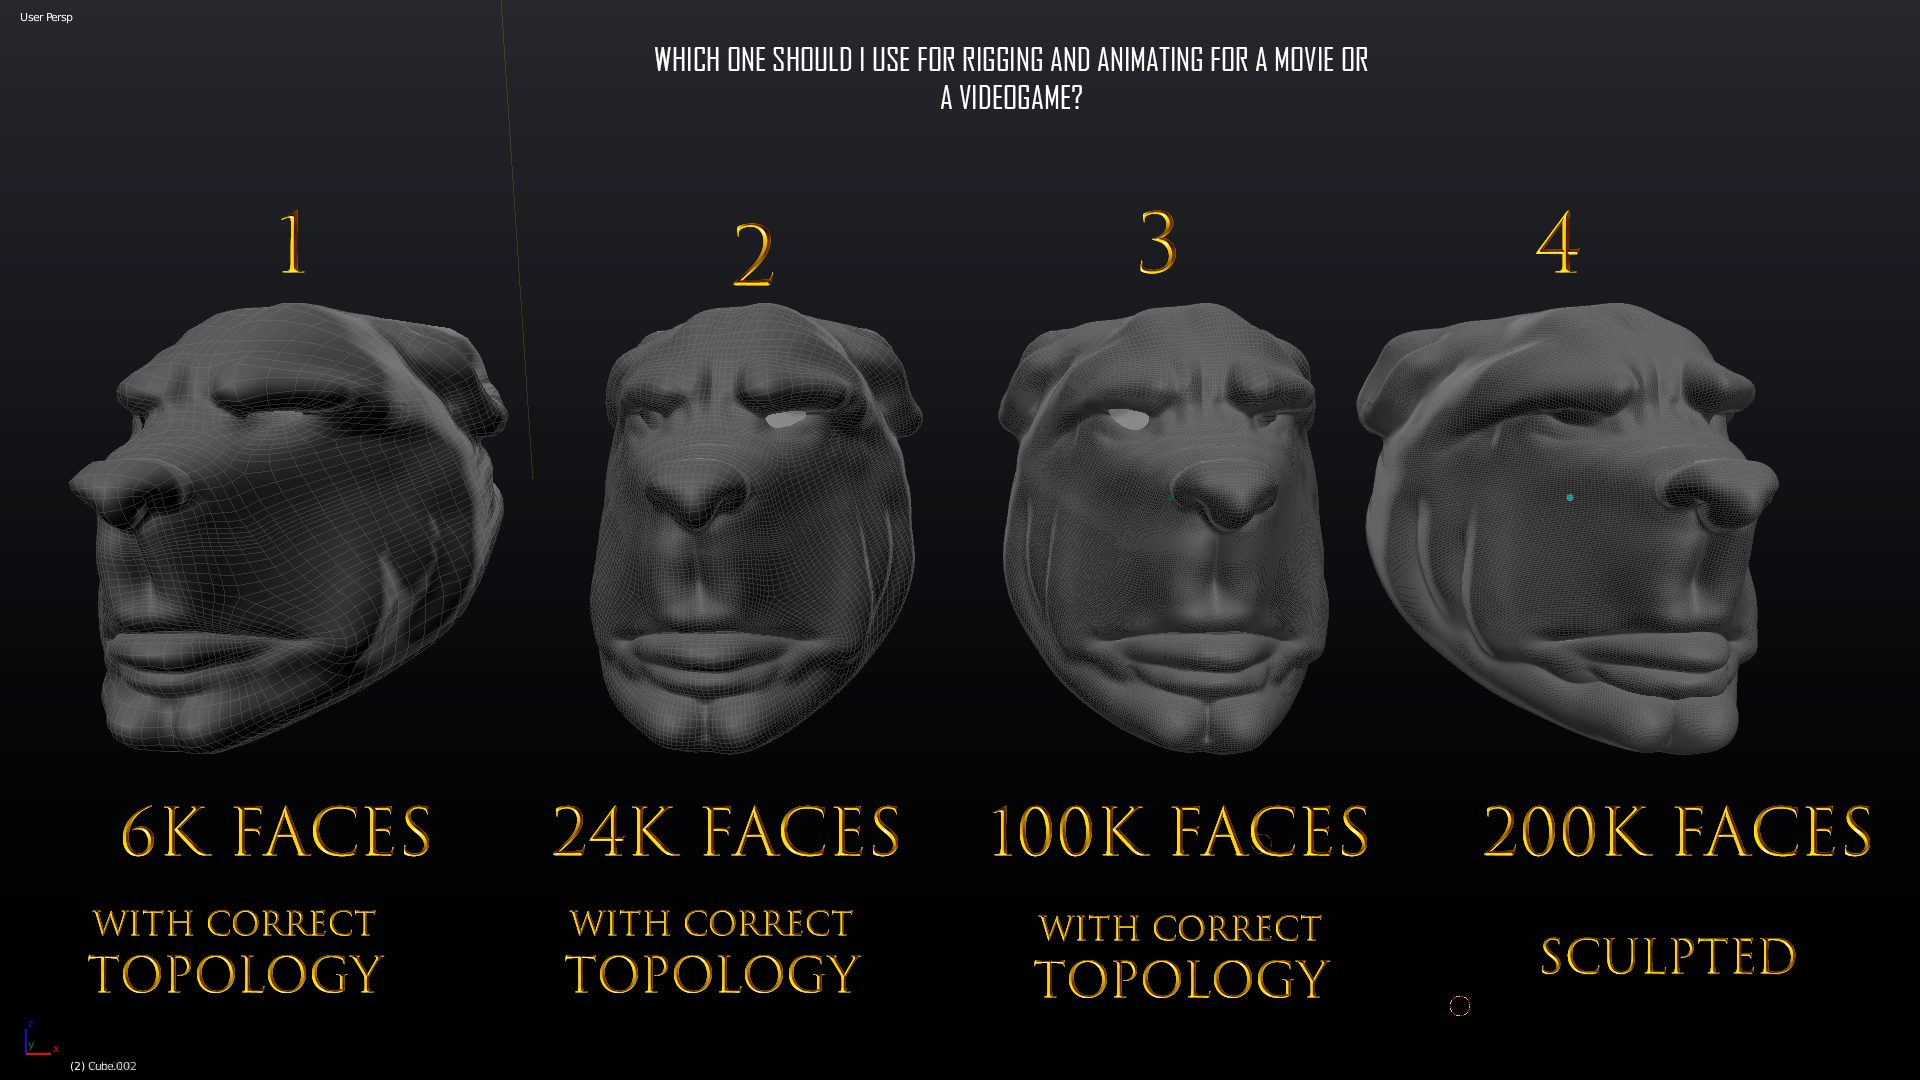 User Persp
WHICH ONE SHOULD I USE FOR RIGGING AND ANIMATING FOR A MOVIE OR
A VIDEOGAME?
1
2
3
4
6K FACES
24K FACES
100K FACES
200K FACES
WITH CORRECT
TOPOLOGY
WITH CORRECT
TOPOLOGY
WITH CORRECT
TOPOLOGY
SCULPTED
z
y
x
(2) Cube.002